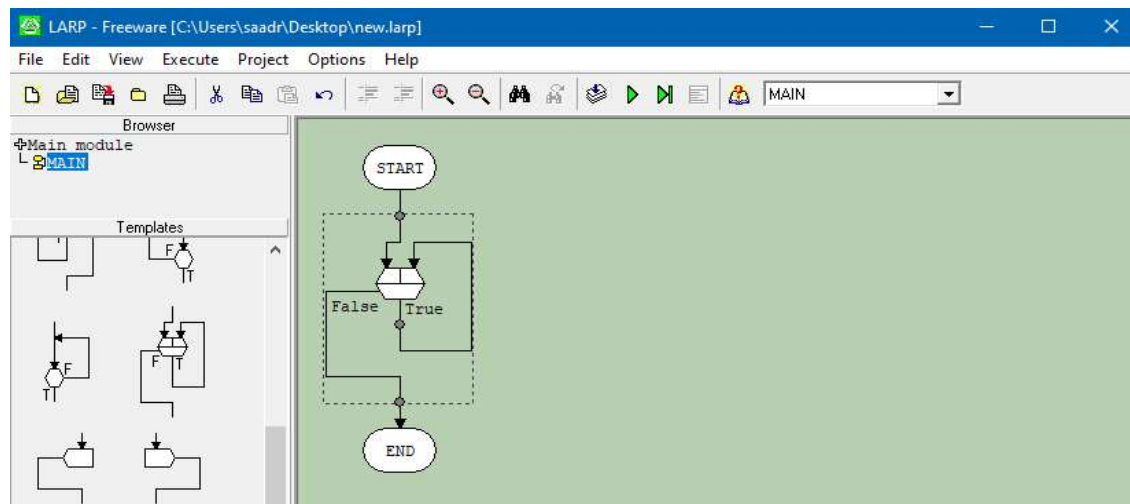 LARP - Freeware [C:\Users\saadr\Desktop\new.larp]
File Edit View Execute Project Options Help
MAIN
Browser
Main module
MAIN
Templates
F
T
F
T
F T
START
False True
END